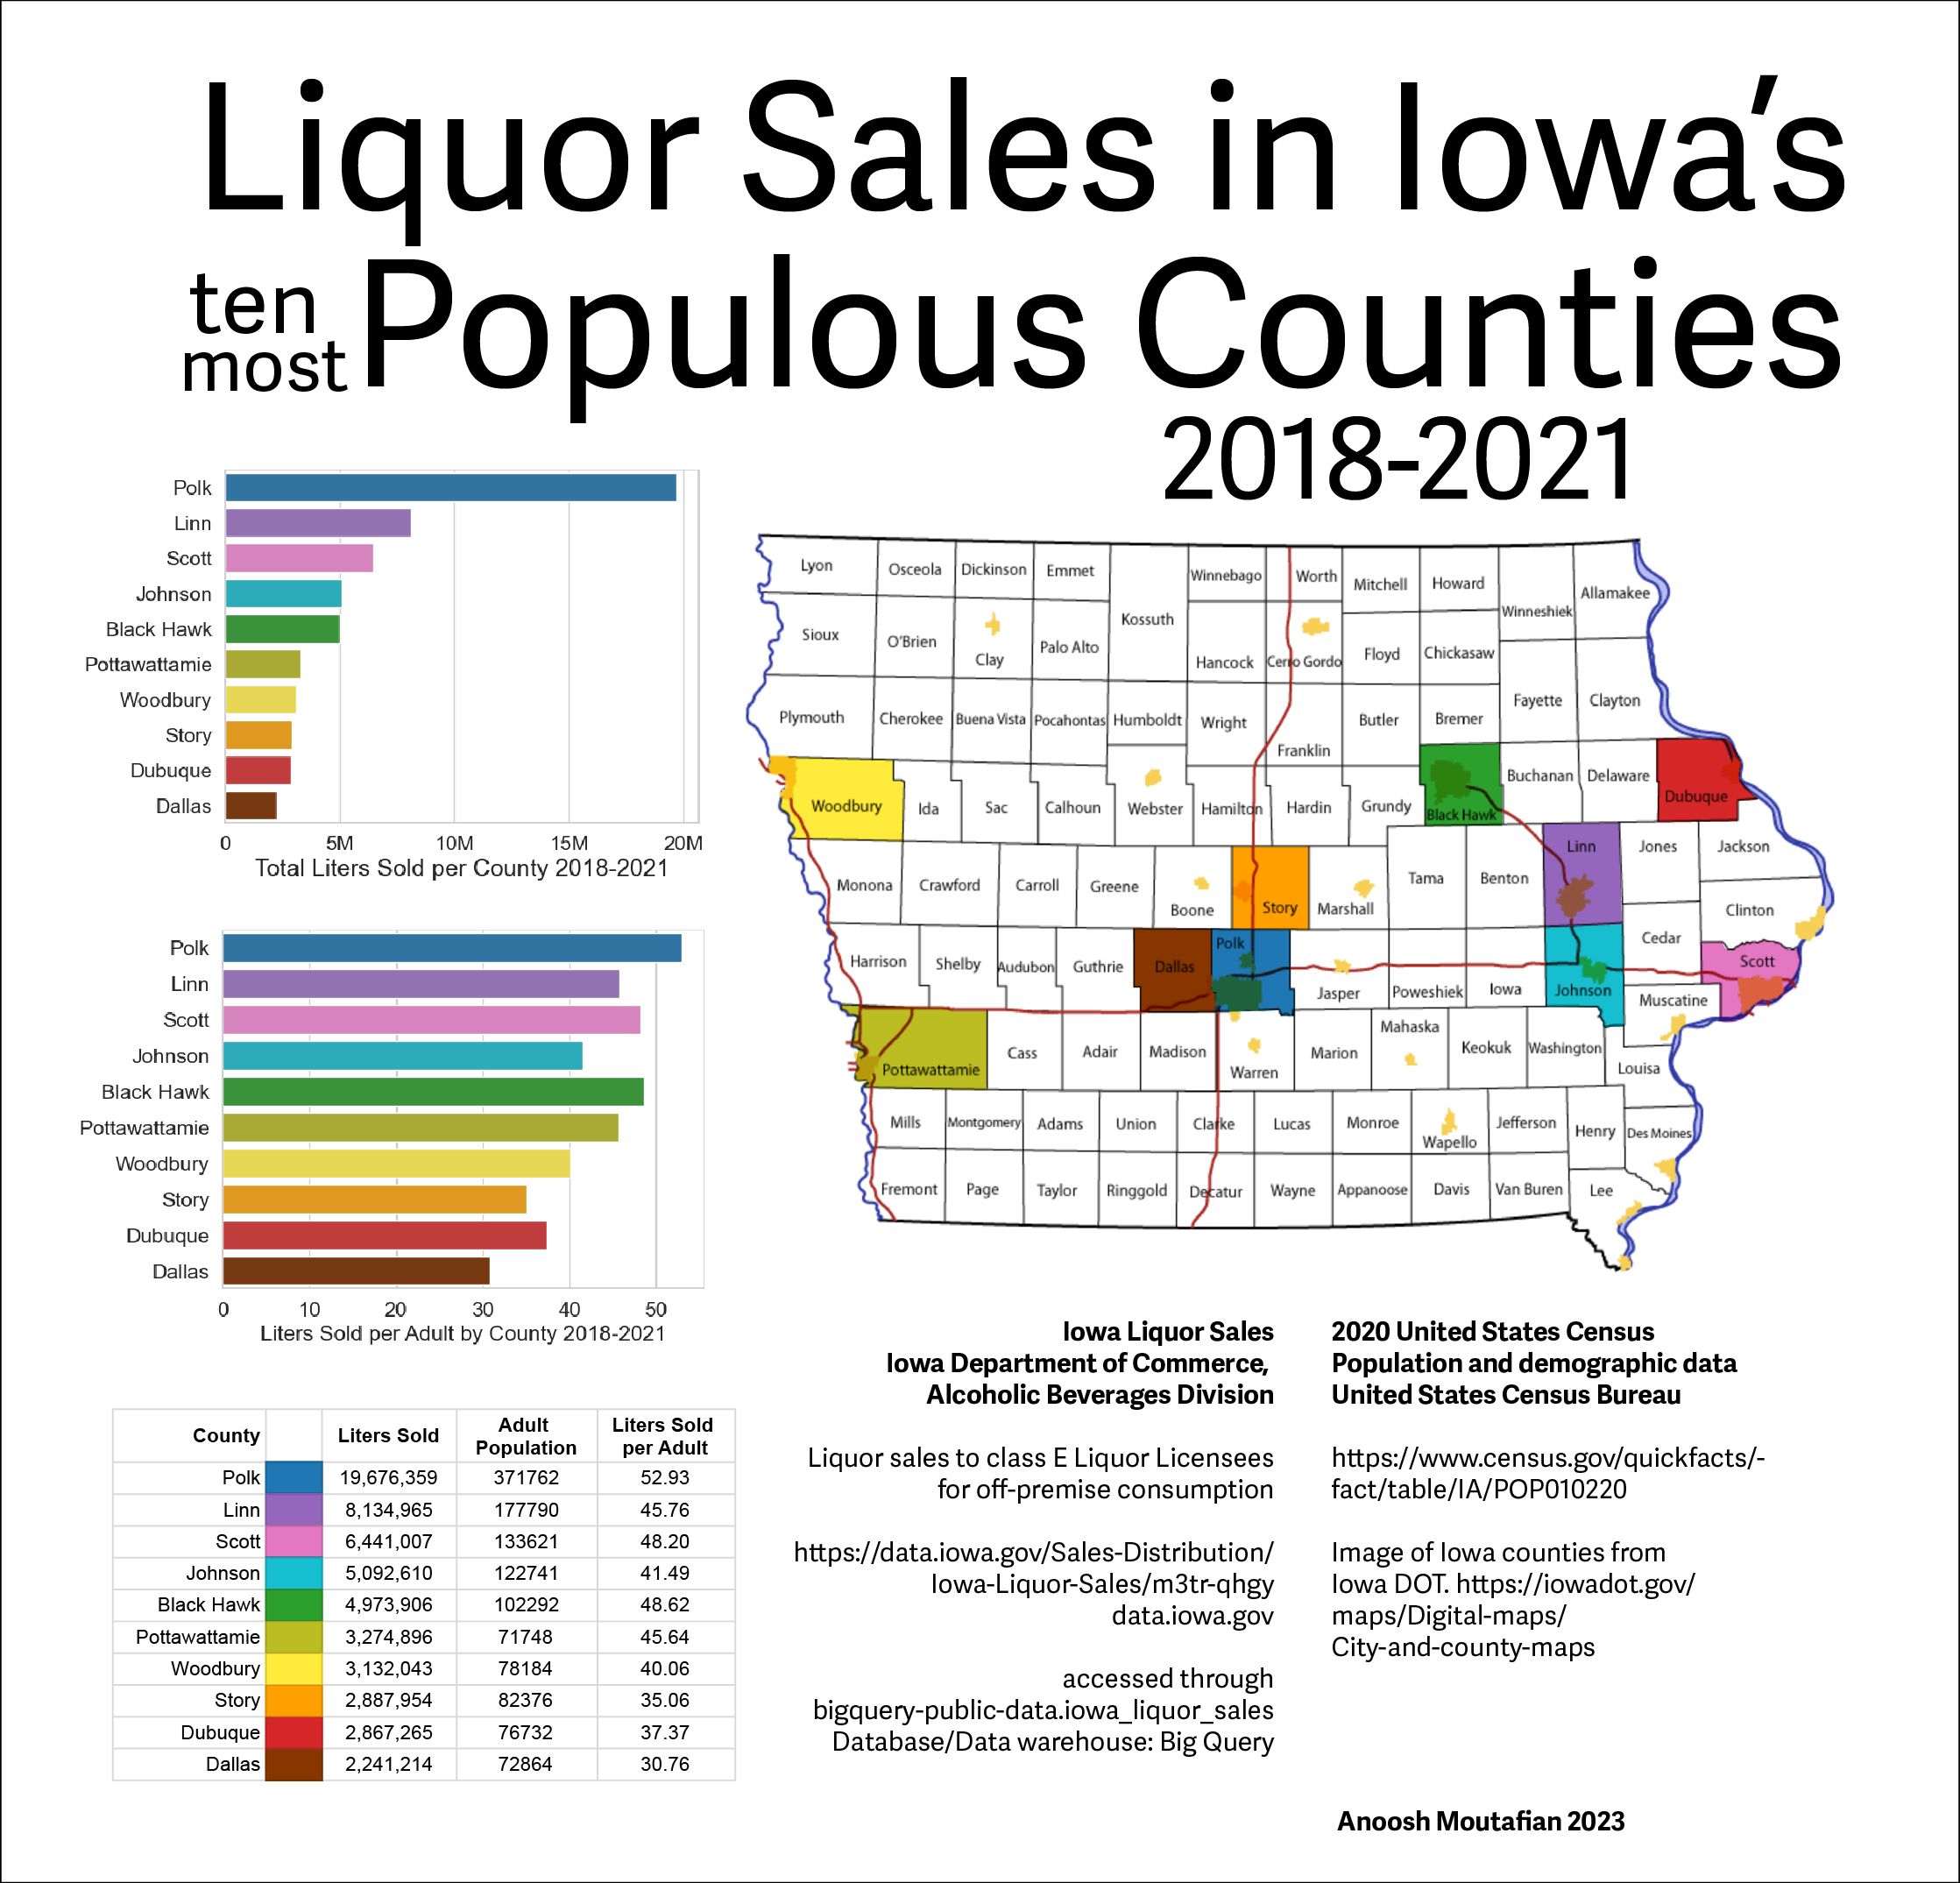 Liquor Sales in Iowa's
ten
most Populous Counties
2018-2021
Polk
Linn
Scott
Johnson
Black Hawk
Pottawattamie
Woodbury
Story
Dubuque
Dallas
0 5M 10M 15M 20M
Total Liters Sold per County 2018-2021
Polk
Linn
Scott
Johnson
Black Hawk
Pottawattamie
Woodbury
Story
Dubuque
Dallas
0 10 20 30 40 50
Liters Sold per Adult by County 2018-2021
County Liters Sold Adult Population Liters Sold per Adult
Polk 19,676,359 371762 52.93
Linn 8,134,965 177790 45.76
Scott 6,441,007 133621 48.20
Johnson 5,092,610 122741 41.49
Black Hawk 4,973,906 102292 48.62
Pottawattamie 3,274,896 71748 45.64
Woodbury 3,132,043 78184 40.06
Story 2,887,954 82376 35.06
Dubuque 2,867,265 76732 37.37
Dallas 2,241,214 72864 30.76
Lyon Osceola Dickinson Emmet Winnebago Worth Mitchell Howard Winneshiek Allamakee
Kossuth
Sioux O'Brien Clay Palo Alto Hancock Cerro Gordo Floyd Chickasaw
Fayette Clayton
Plymouth Cherokee Buena Vista Pocahontas Humboldt Wright Franklin Butler Bremer
Woodbury Ida Sac Calhoun Webster Hamilton Hardin Grundy Black Hawk Buchanan Delaware Dubuque
Linn Jones Jackson
Monona Crawford Carroll Greene Boone Story Marshall Tama Benton
Clinton
Cedar
Harrison Shelby Audubon Guthrie Dallas Polk Jasper Poweshiek Iowa Johnson Scott
Muscatine
Pottawattamie Cass Adair Madison Warren Marion Mahaska Keokuk Washington Louisa
Mills Montgomery Adams Union Clarke Lucas Monroe Wapello Jefferson Henry Des Moines
Fremont Page Taylor Ringgold Decatur Wayne Appanoose Davis Van Buren Lee
Iowa Liquor Sales
Iowa Department of Commerce,
Alcoholic Beverages Division
Liquor sales to class E Liquor Licensees
for off-premise consumption
https://data.iowa.gov/Sales-Distribution/
Iowa-Liquor-Sales/m3tr-qhgy
data.iowa.gov
accessed through
bigquery-public-data.iowa_liquor_sales
Database/Data warehouse: Big Query
2020 United States Census
Population and demographic data
United States Census Bureau
https://www.census.gov/quickfacts/-
fact/table/IA/POP010220
Image of Iowa counties from
Iowa DOT. https://iowadot.gov/
maps/Digital-maps/
City-and-county-maps
Anoosh Moutafian 2023